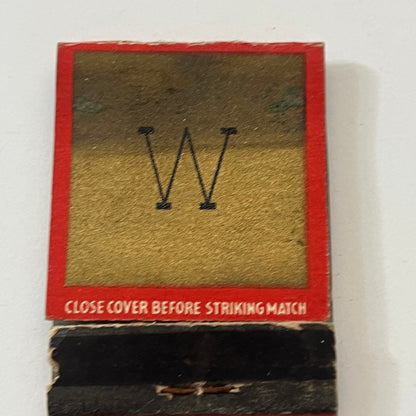 W
CLOSE COVER BEFORE STRIKING MATCH